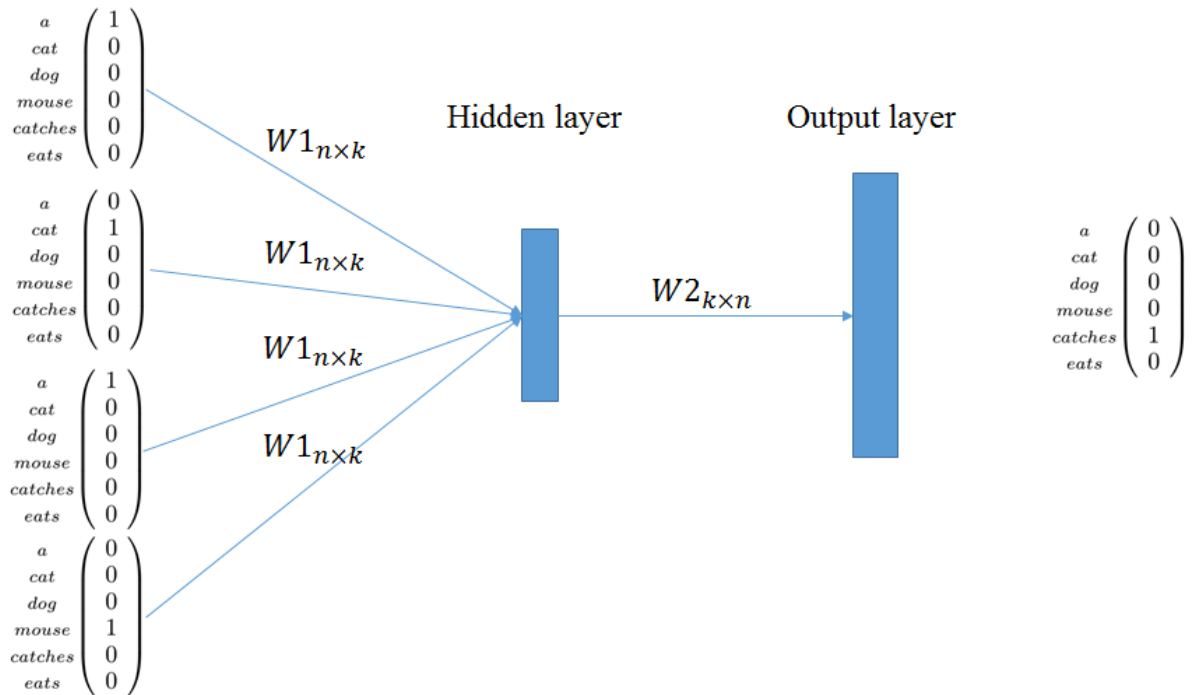 a 1
cat 0
dog 0
mouse 0
catches 0
eats 0
a 0
cat 1
dog 0
mouse 0
catches 0
eats 0
a 1
cat 0
dog 0
mouse 0
catches 0
eats 0
a 0
cat 0
dog 0
mouse 1
catches 0
eats 0
W1n×k
W1n×k
W1n×k
W1n×k
Hidden layer
W2k×n
Output layer
a 0
cat 0
dog 0
mouse 0
catches 1
eats 0